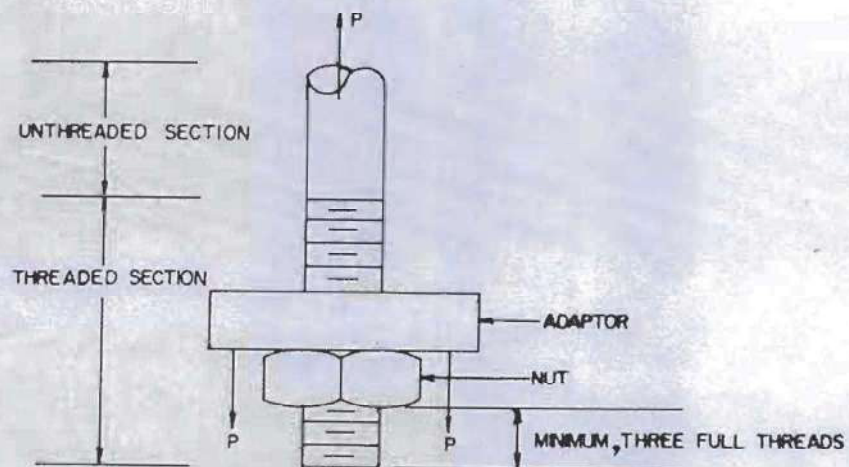 P
UNTHREADED SECTION
THREADED SECTION
ADAPTOR
NUT
P
P
MINIMUM, THREE FULL THREADS